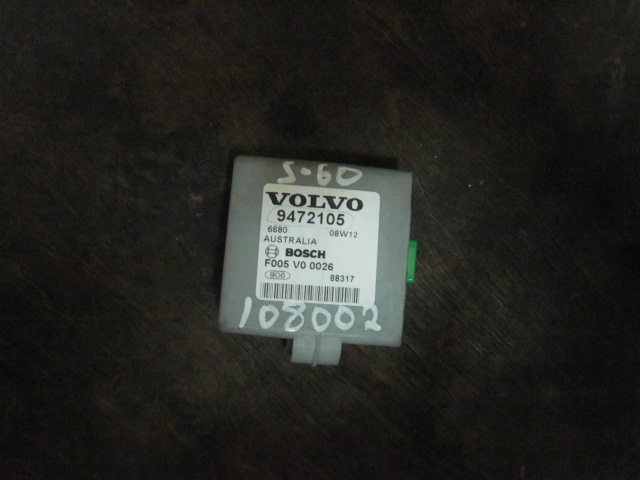 S-60
VOLVO
9472105
6680 08W12
AUSTRALIA
BOSCH
F005 V0 0026
906 88317
108002